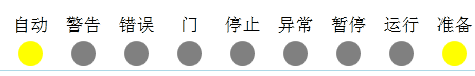 自动 警告 错误 门 停止 异常 暂停 运行 准备